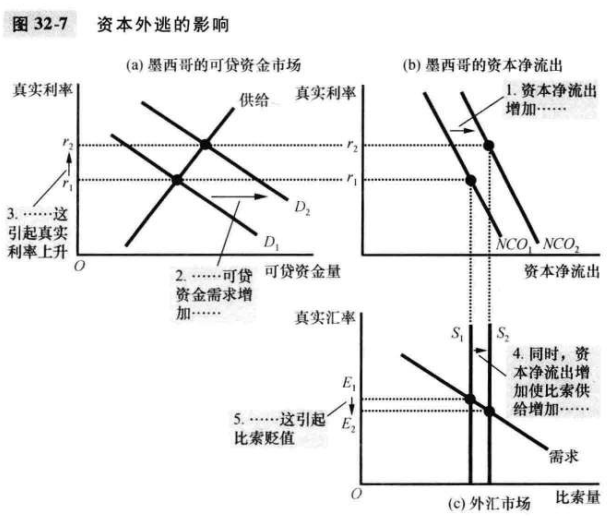 图 32-7 资本外逃的影响
(a) 墨西哥的可贷资金市场
真实利率
供给
r2
r1
3. ……这
引起真实
利率上升
D2
D1
O
2. ……可贷
资金需求增
加……
可贷资金量
(b) 墨西哥的资本净流出
真实利率
1. 资本净流出
增加……
r2
r1
NCO1
NCO2
资本净流出
真实汇率
S1
S2
4. 同时，资
本净流出增
加使比索供
给增加……
E1
E2
5. ……这引起
比索贬值
需求
O
比索量
(c) 外汇市场